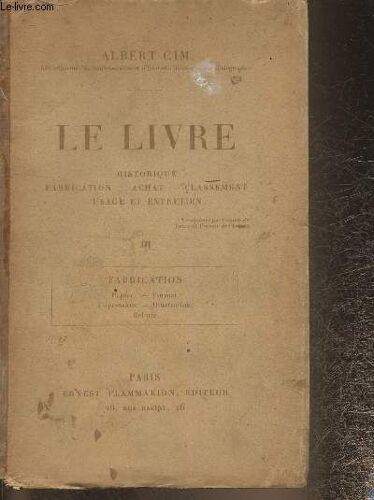 Le-livre.com
ALBERT CIM
LE LIVRE
HISTORIQUE
FABRICATION — ACHAT — CLASSEMENT
USAGE ET ENTRETIEN
III
FABRICATION
Papier — Format
Impression — Illustration
Reliure
PARIS
ERNEST FLAMMARION, ÉDITEUR
26, RUE RACINE, 26